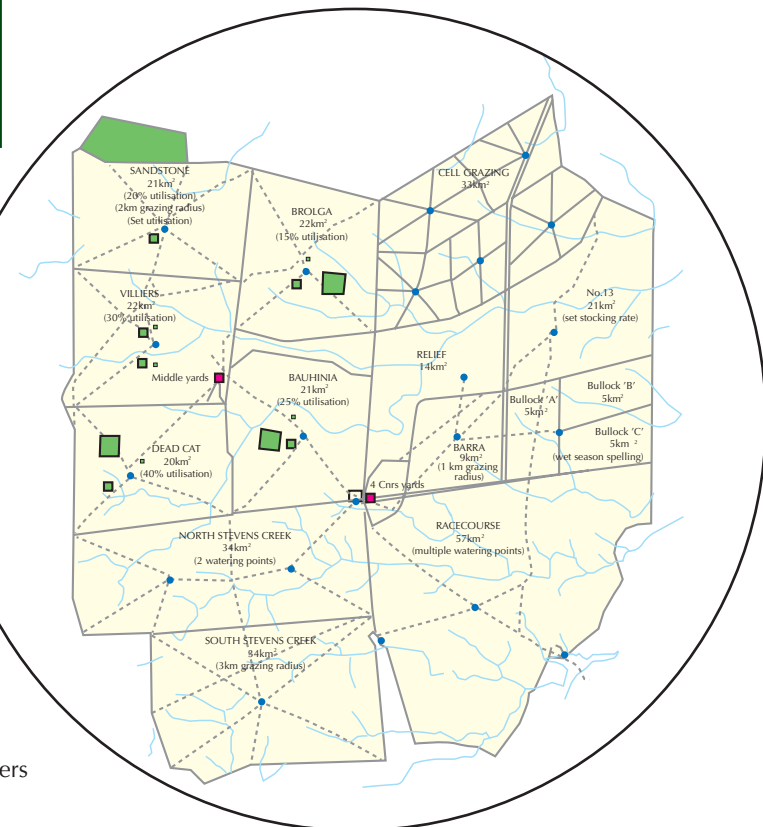 SANDSTONE
21km²
(20% utilisation)
(2km grazing radius)
(Set utilisation)
BROLGA
22km²
(15% utilisation)
CELL GRAZING
33km²
VILLIERS
22km²
(30% utilisation)
No.13
21km²
(set stocking rate)
Middle yards
BAUHINIA
21km²
(25% utilisation)
RELIEF
14km²
Bullock 'A'
5km²
Bullock 'B'
5km²
Bullock 'C'
5km ²
(wet season spelling)
DEAD CAT
20km²
(40% utilisation)
BARRA
9km²
(1 km grazing
radius)
4 Cnrs yards
NORTH STEVENS CREEK
34km²
(2 watering points)
RACECOURSE
57km²
(multiple watering points)
SOUTH STEVENS CREEK
34km²
(3km grazing radius)
ers